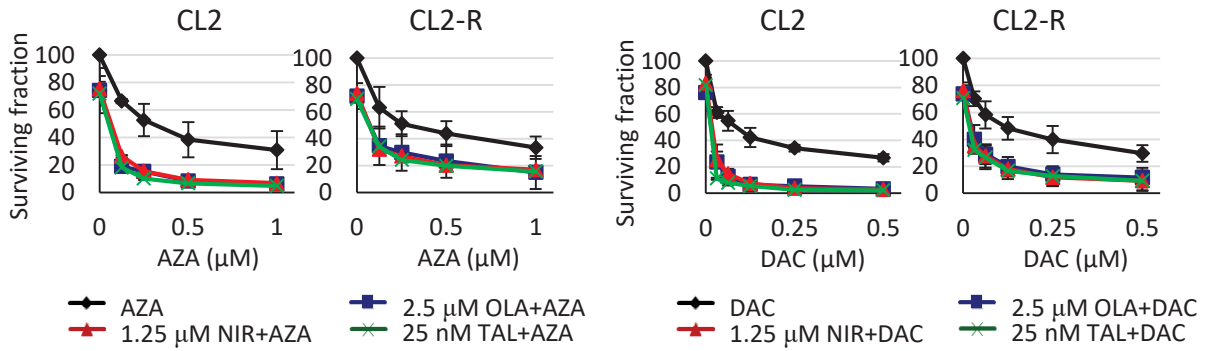 CL2
CL2-R
CL2
CL2-R
Surviving fraction
100
80
60
40
20
0
0
0.5
1
AZA (μM)
100
80
60
40
20
0
0
0.5
1
AZA (μM)
Surviving fraction
100
80
60
40
20
0
0
0.25
0.5
DAC (μM)
100
80
60
40
20
0
0
0.25
0.5
DAC (μM)
AZA
2.5 μM OLA+AZA
1.25 μM NIR+AZA
25 nM TAL+AZA
DAC
2.5 μM OLA+DAC
1.25 μM NIR+DAC
25 nM TAL+DAC